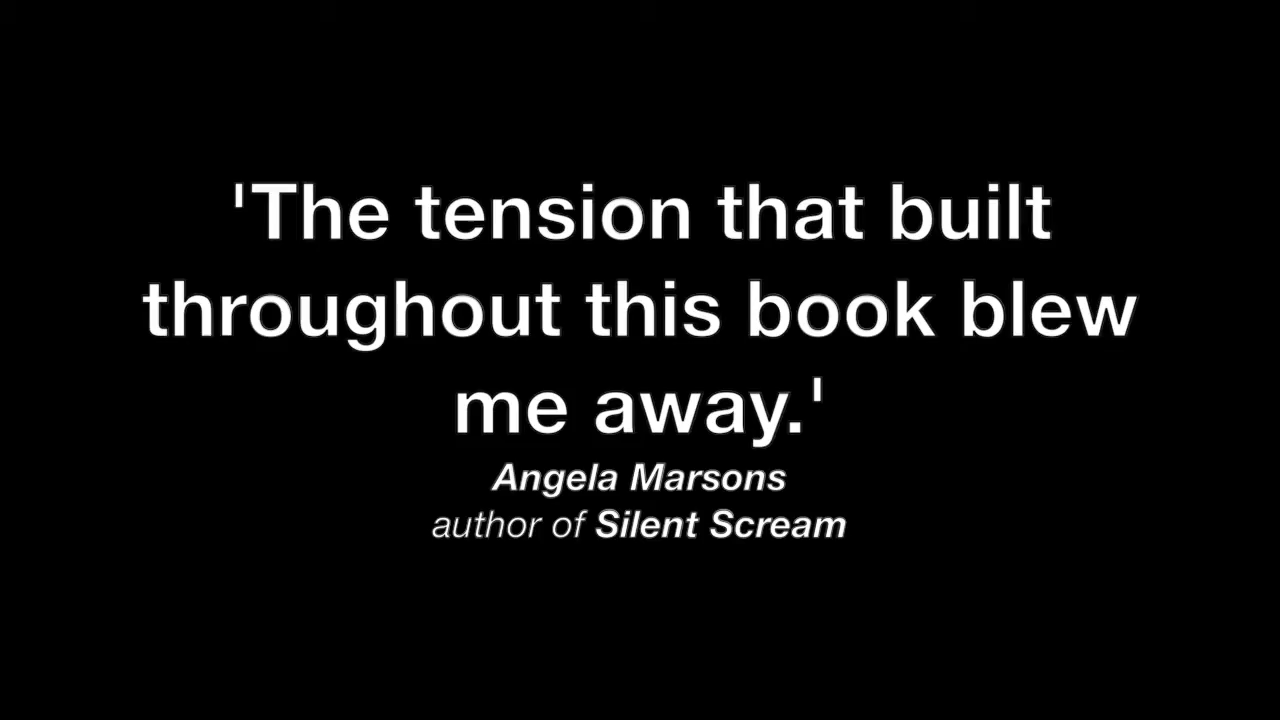 'The tension that built
throughout this book blew
me away.'
Angela Marsons
author of Silent Scream